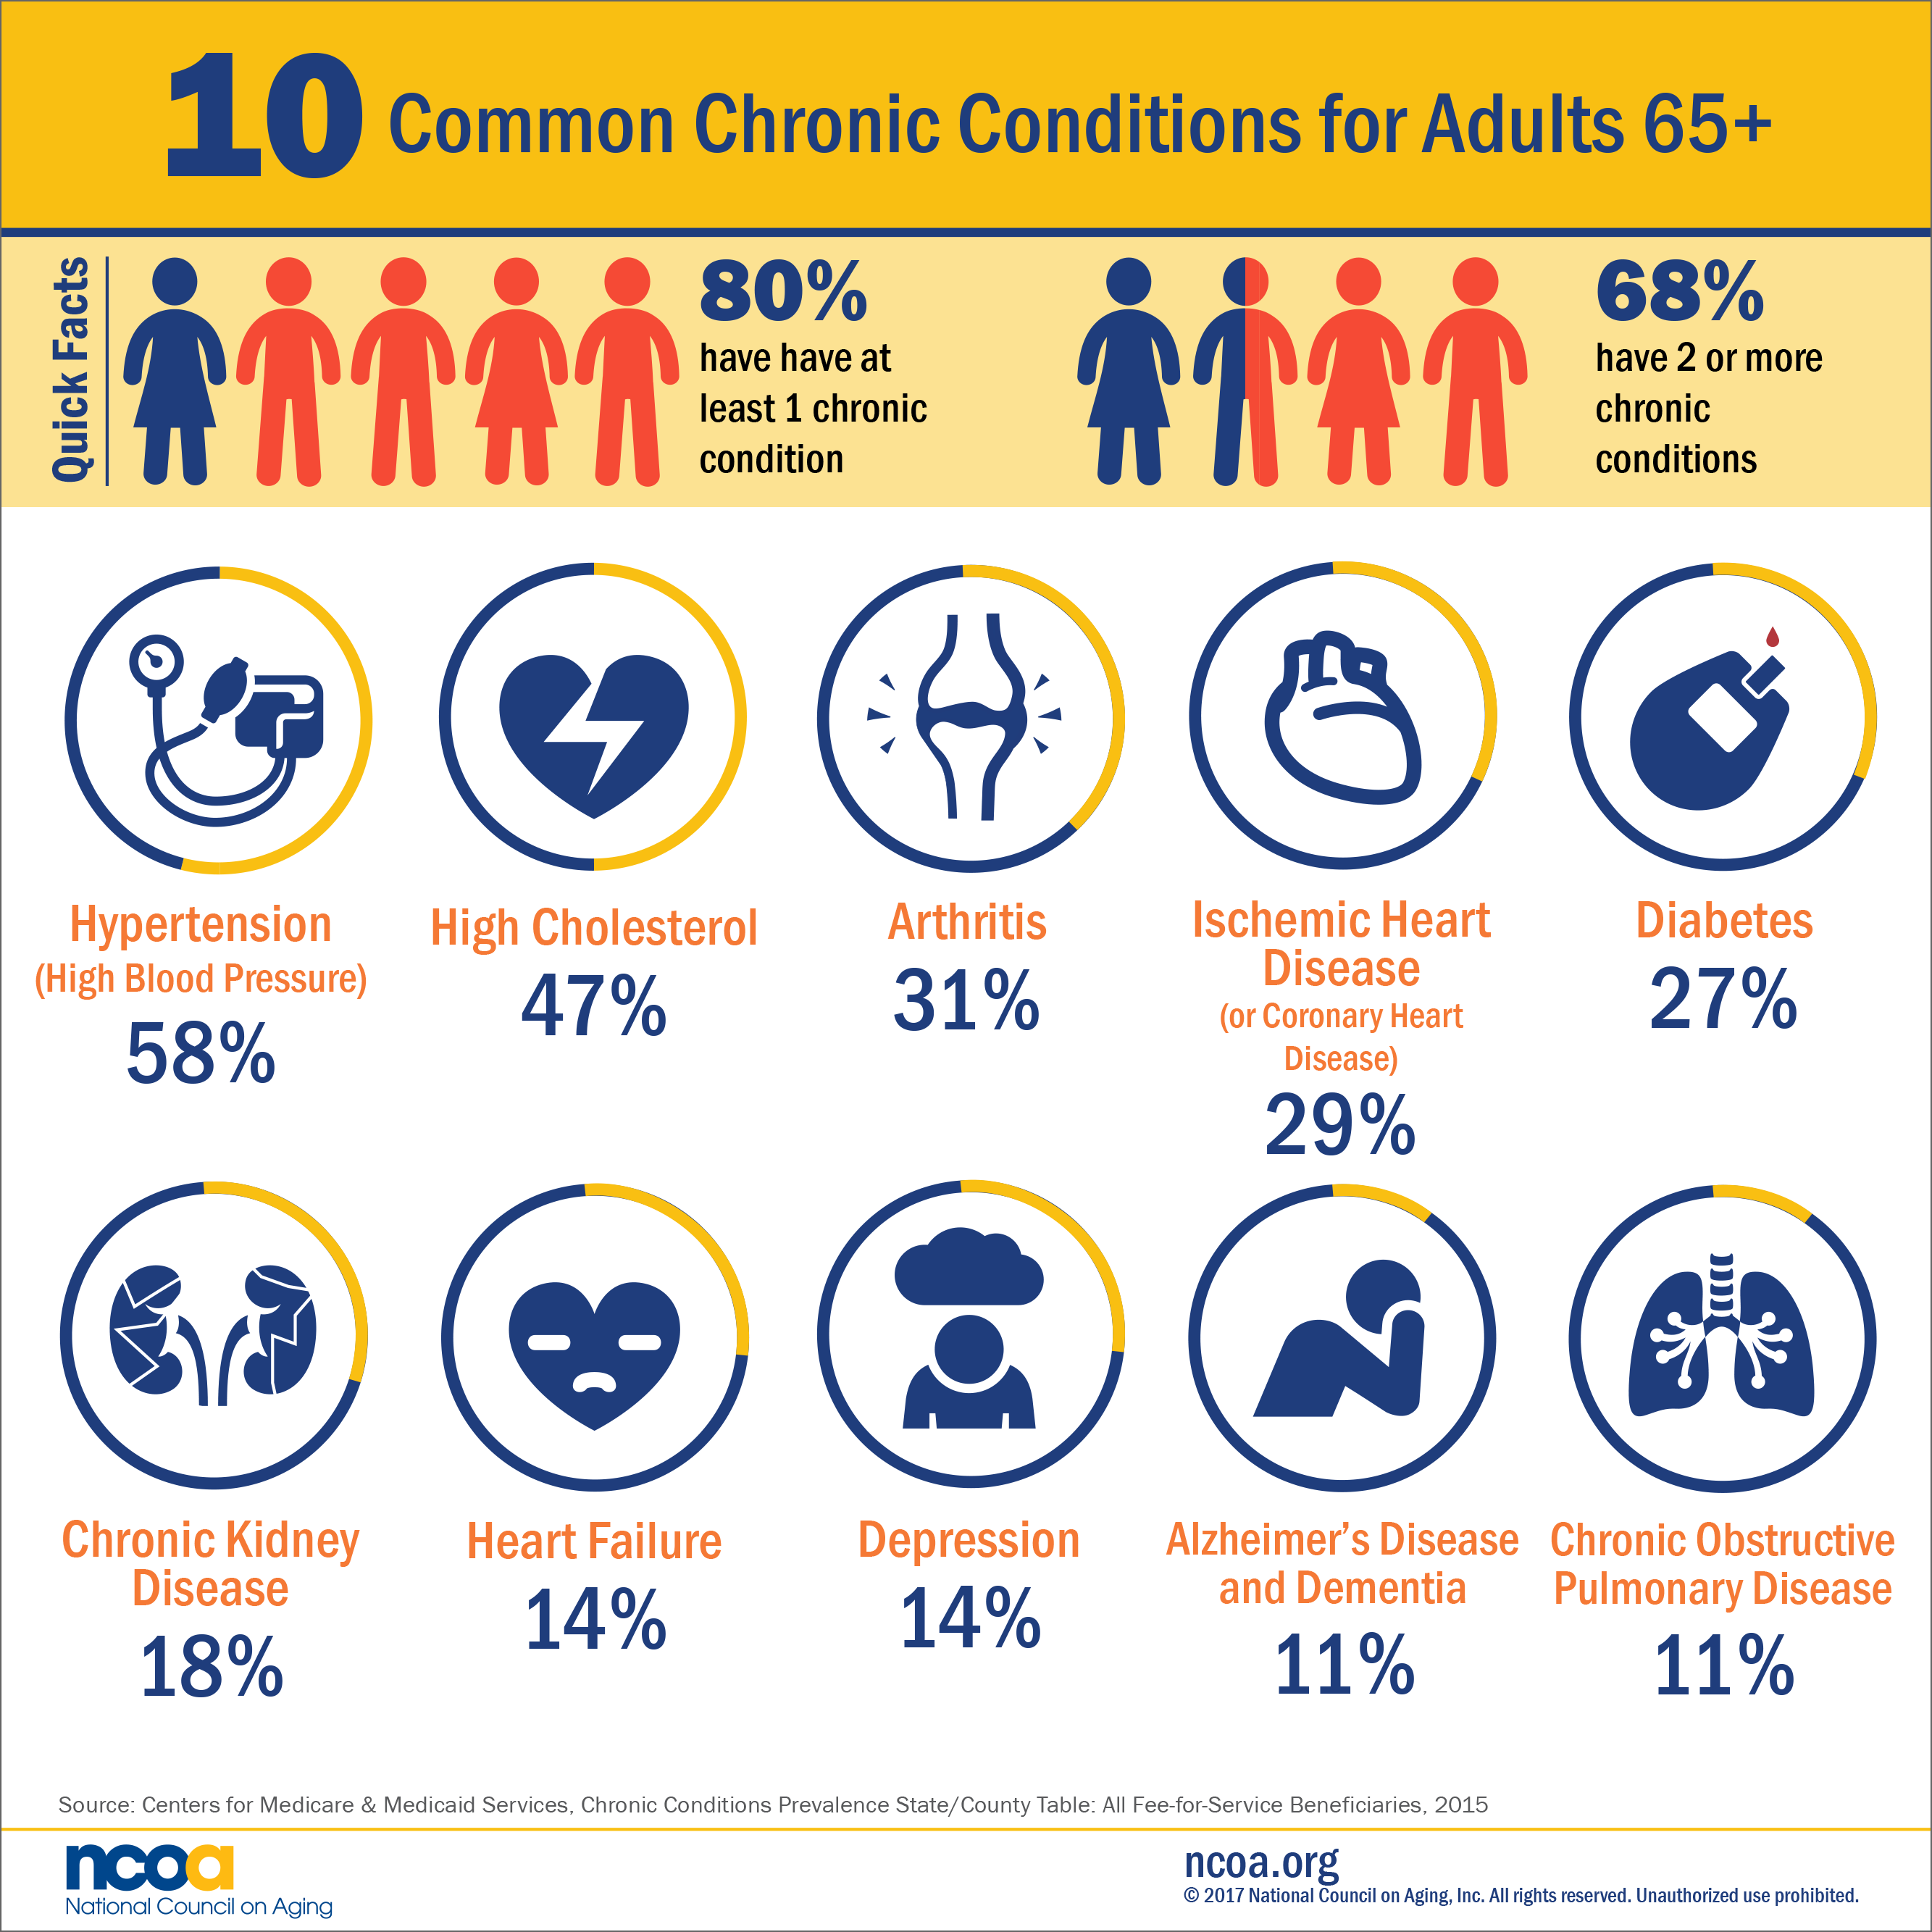 10 Common Chronic Conditions for Adults 65+
Quick Facts
80%
have have at
least 1 chronic
condition
68%
have 2 or more
chronic
conditions
Hypertension
(High Blood Pressure)
58%
High Cholesterol
47%
Arthritis
31%
Ischemic Heart
Disease
(or Coronary Heart
Disease)
29%
Diabetes
27%
Chronic Kidney
Disease
18%
Heart Failure
14%
Depression
14%
Alzheimer’s Disease
and Dementia
11%
Chronic Obstructive
Pulmonary Disease
11%
Source: Centers for Medicare & Medicaid Services, Chronic Conditions Prevalence State/County Table: All Fee-for-Service Beneficiaries, 2015
ncoa
National Council on Aging
ncoa.org
© 2017 National Council on Aging, Inc. All rights reserved. Unauthorized use prohibited.